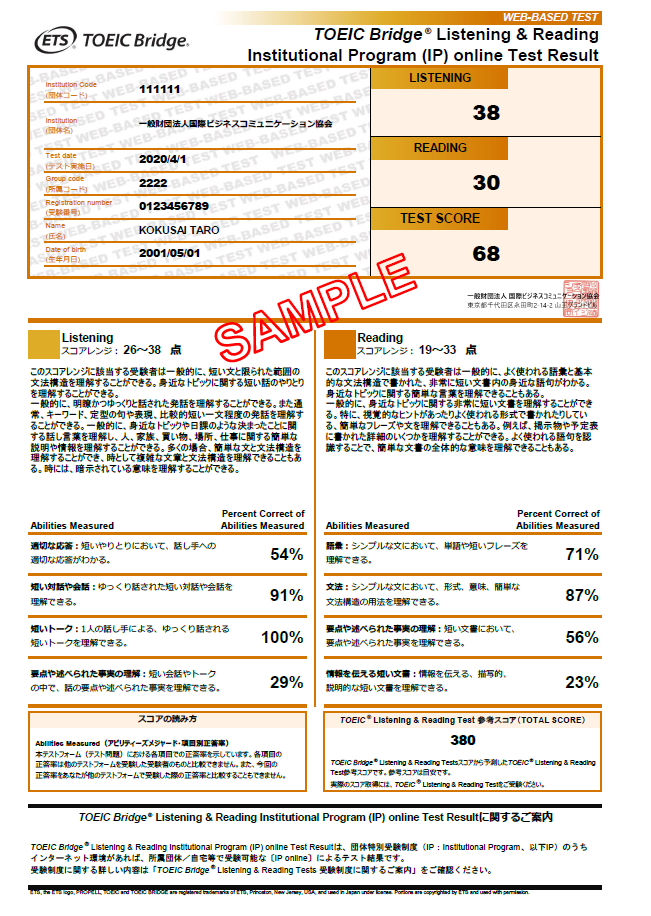 WEB-BASED TEST
ETS TOEIC Bridge®
TOEIC Bridge® Listening & Reading
Institutional Program (IP) online Test Result
Institution Code
(団体コード)
111111
Institution
(団体名)
一般財団法人国際ビジネスコミュニケーション協会
Test date
(テスト実施日)
2020/4/1
Group code
(所属コード)
2222
Registration number
(受験番号)
0123456789
Name
(氏名)
KOKUSAI TARO
Date of birth
(生年月日)
2001/05/01
LISTENING
38
READING
30
TEST SCORE
68
SAMPLE
一般財団法人 国際ビジネスコミュニケーション協会
東京都千代田区永田町2-14-2 山王グランドビル
Listening
スコアレンジ： 26～38 点
このスコアレンジに該当する受験者は一般的に、短い文と限られた範囲の
文法構造を理解することができる。身近なトピックに関する短い話のやりとり
を理解することができる。
一般的に、明瞭かつゆっくりと話された発話を理解することができる。また通
常、キーワード、定型の句や表現、比較的短い一文程度の発話を理解す
ることができる。一般的に、身近なトピックや日課のような決まったことに関
する話し言葉を理解し、人、家族、買い物、場所、仕事に関する簡単な
説明や情報を理解することができる。多くの場合、簡単な文と文法構造を
理解することができ、時として複雑な文章と文法構造を理解できることもあ
る。時には、暗示されている意味を理解することができる。
Abilities Measured
Percent Correct of
Abilities Measured
適切な応答：短いやりとりにおいて、話し手への
適切な応答がわかる。
54%
短い対話や会話：ゆっくり話された短い対話や会話を
理解できる。
91%
短いトーク：1人の話し手による、ゆっくり話される
短いトークを理解できる。
100%
要点や述べられた事実の理解：短い会話やトーク
の中で、話の要点や述べられた事実を理解できる。
29%
Reading
スコアレンジ： 19～33 点
このスコアレンジに該当する受験者は一般的に、よく使われる語彙と基本
的な文法構造で書かれた、非常に短い文書内の身近な語句がわかる。
身近なトピックに関する簡単な言葉を理解できることもある。
一般的に、身近なトピックに関する非常に短い文書を理解することができ
る。特に、視覚的なヒントがあったりよく使われる形式で書かれたりしてい
る、簡単なフレーズや文を理解できることもある。例えば、掲示物や予定表
に書かれた詳細のいくつかを理解することができる。よく使われる語句を認
識することで、簡単な文書の全体的な意味を理解できることもある。
Abilities Measured
Percent Correct of
Abilities Measured
語彙：シンプルな文において、単語や短いフレーズを
理解できる。
71%
文法：シンプルな文において、形式、意味、簡単な
文法構造の用法を理解できる。
87%
要点や述べられた事実の理解：短い文書において、
要点や述べられた事実を理解できる。
56%
情報を伝える短い文書：情報を伝える、描写的、
説明的な短い文書を理解できる。
23%
スコアの読み方
Abilities Measured（アビリティーズメジャード・項目別正答率）
本テストフォーム（テスト問題）における各項目での正答率を示しています。各項目の
正答率は他のテストフォームを受験した受験者のものと比較できません。また、今回の
正答率をあなたが他のテストフォームで受験した際の正答率と比較することもできません。
TOEIC® Listening & Reading Test 参考スコア（TOTAL SCORE）
380
TOEIC Bridge® Listening & Reading Testsスコアから予測したTOEIC® Listening & Reading
Test参考スコアです。参考スコアは目安です。
実際のスコア取得には、TOEIC® Listening & Reading Testをご受験ください。
TOEIC Bridge® Listening & Reading Institutional Program (IP) online Test Resultに関するご案内
TOEIC Bridge® Listening & Reading Institutional Program (IP) online Test Resultは、団体特別受験制度（IP：Institutional Program、以下IP）のうち
インターネット環境があれば、所属団体／自宅等で受験可能な〔IP online〕によるテスト結果です。
受験制度に関する詳しい内容は「TOEIC Bridge® Listening & Reading Tests 受験制度に関するご案内」をご確認ください。
ETS, the ETS logo, PROPELL, TOEIC and TOEIC BRIDGE are registered trademarks of ETS, Princeton, New Jersey, USA, and used in Japan under license. Portions are copyrighted by ETS and used with permission.